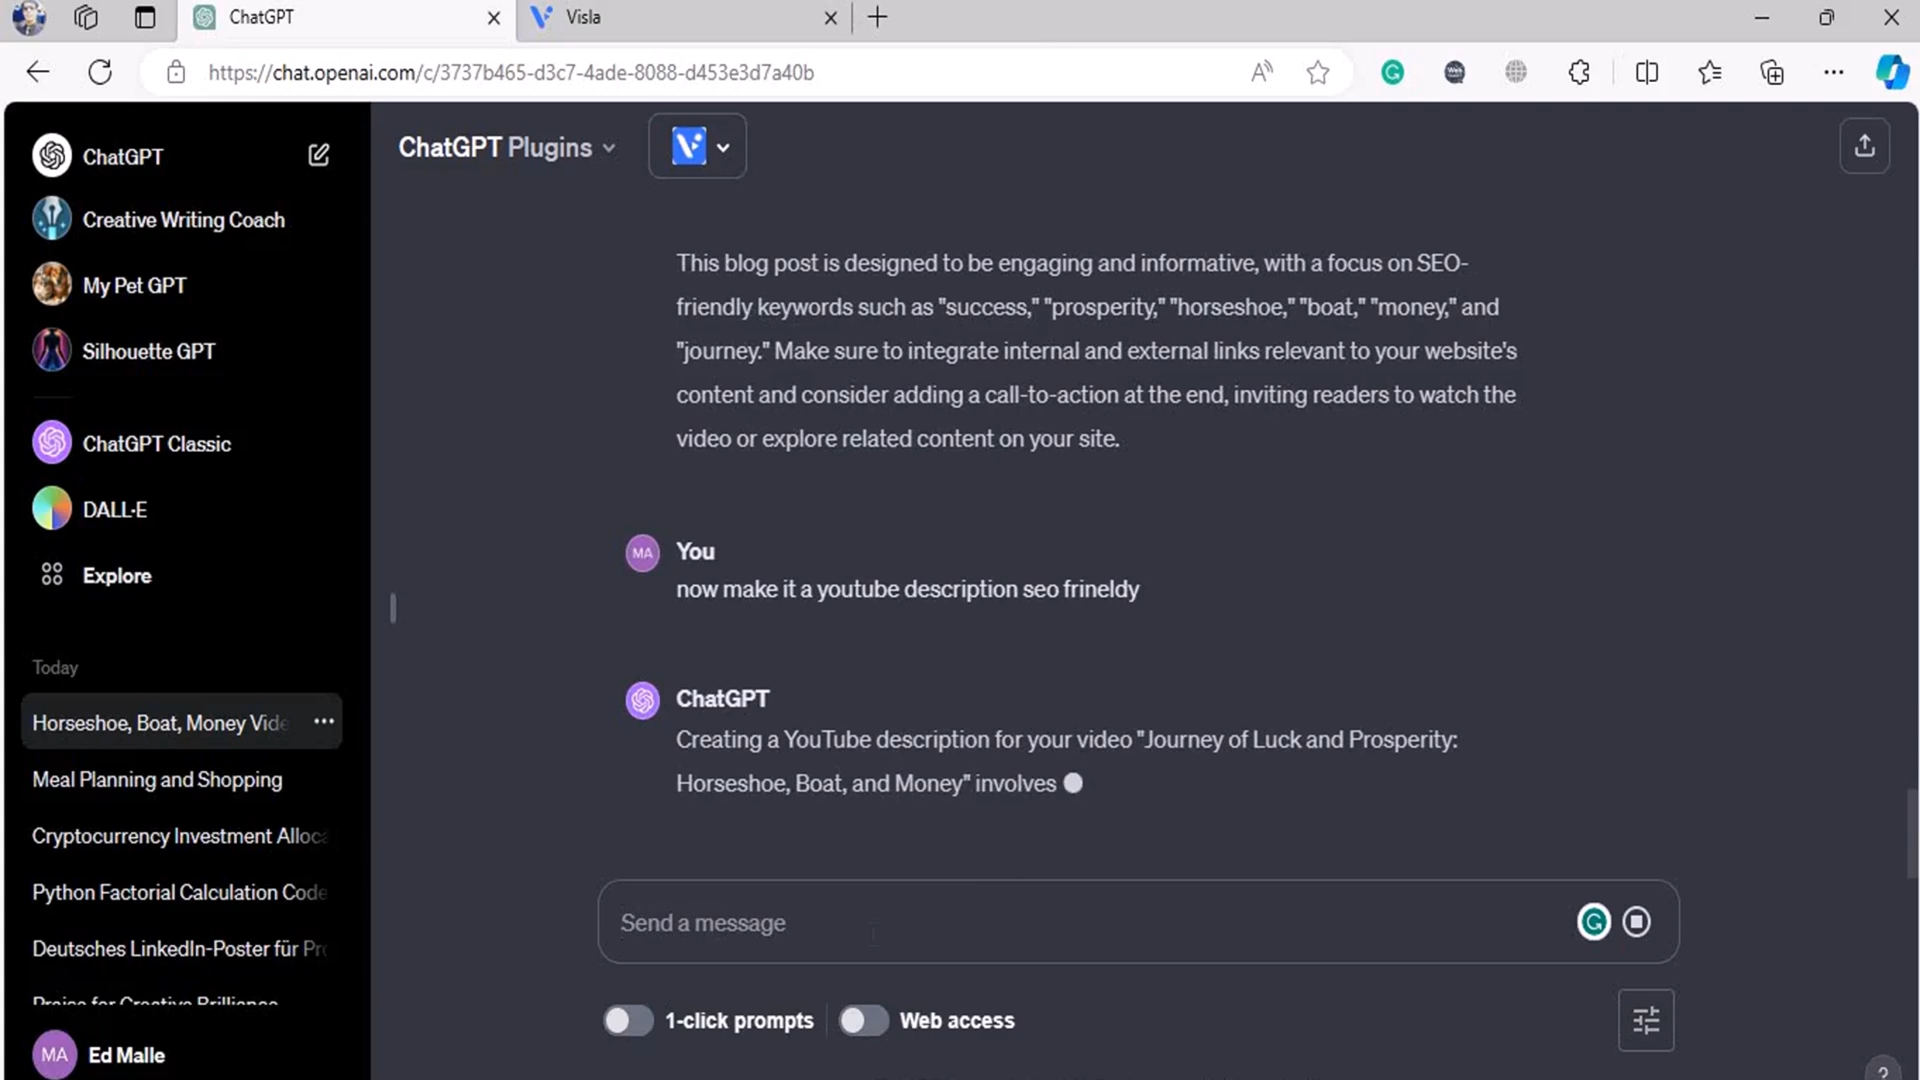 ChatGPT
Visla
https://chat.openai.com/c/3737b465-d3c7-4ade-8088-d453e3d7a40b
ChatGPT
Creative Writing Coach
My Pet GPT
Silhouette GPT
ChatGPT Classic
DALL·E
Explore
Today
Horseshoe, Boat, Money Vide
Meal Planning and Shopping
Cryptocurrency Investment Alloca
Python Factorial Calculation Code
Deutsches LinkedIn-Poster für Pro
Praise for Creative Brilliance
MA
Ed Malle
ChatGPT Plugins
This blog post is designed to be engaging and informative, with a focus on SEO-
friendly keywords such as "success," "prosperity," "horseshoe," "boat," "money," and
"journey." Make sure to integrate internal and external links relevant to your website's
content and consider adding a call-to-action at the end, inviting readers to watch the
video or explore related content on your site.
MA
You
now make it a youtube description seo frineldy
ChatGPT
Creating a YouTube description for your video "Journey of Luck and Prosperity:
Horseshoe, Boat, and Money" involves
Send a message
1-click prompts
Web access
?